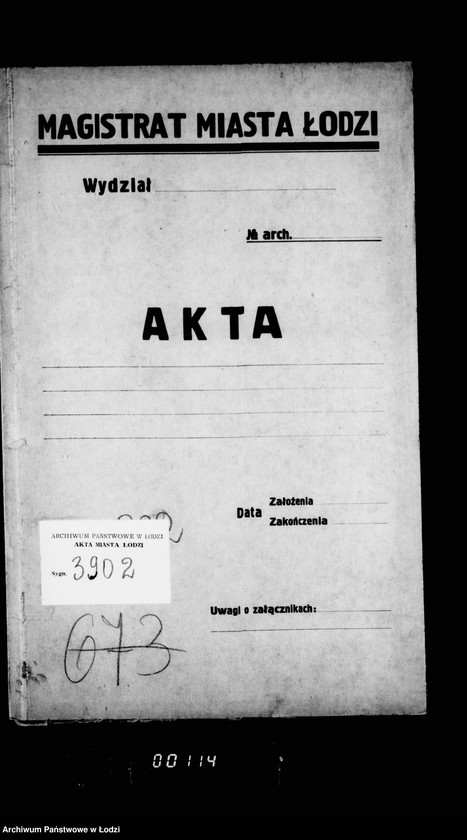 MAGISTRAT MIASTA ŁODZI
Wydział
№ arch.
AKTA
Data
Założenia
Zakończenia
ARCHIWUM PAŃSTWOWE W ŁODZI
AKTA MIASTA ŁODZI
Sygn. 3902
Uwagi o załącznikach:
673
00114
Archiwum Państwowe w Łodzi